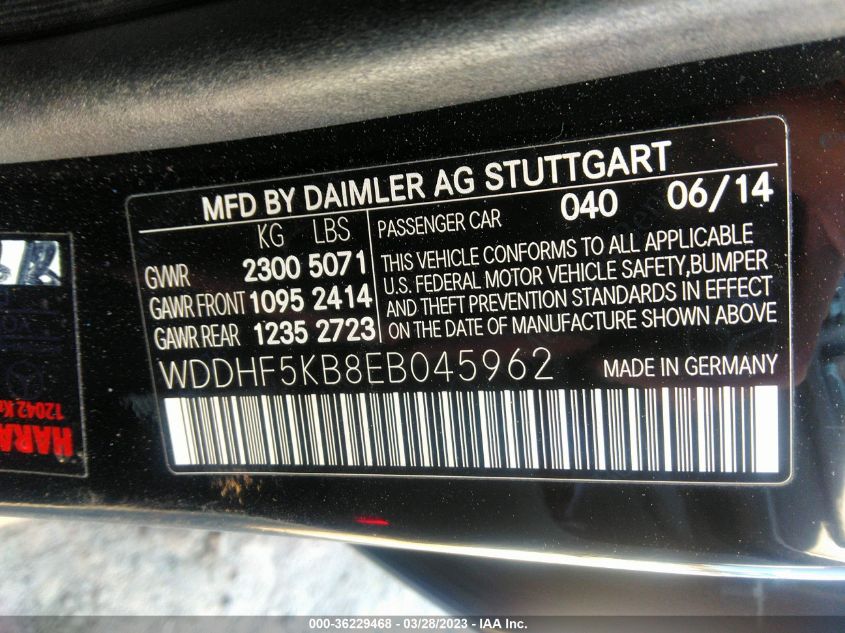 MFD BY DAIMLER AG STUTTGART
KG LBS
GVWR 2300 5071
GAWR FRONT 1095 2414
GAWR REAR 1235 2723
PASSENGER CAR 040 06/14
THIS VEHICLE CONFORMS TO ALL APPLICABLE
U.S. FEDERAL MOTOR VEHICLE SAFETY,BUMPER
AND THEFT PREVENTION STANDARDS IN EFFECT
ON THE DATE OF MANUFACTURE SHOWN ABOVE
WDDHF5KB8EB045962 MADE IN GERMANY
HARA
12042
000-36229468 - 03/28/2023 - IAA Inc.